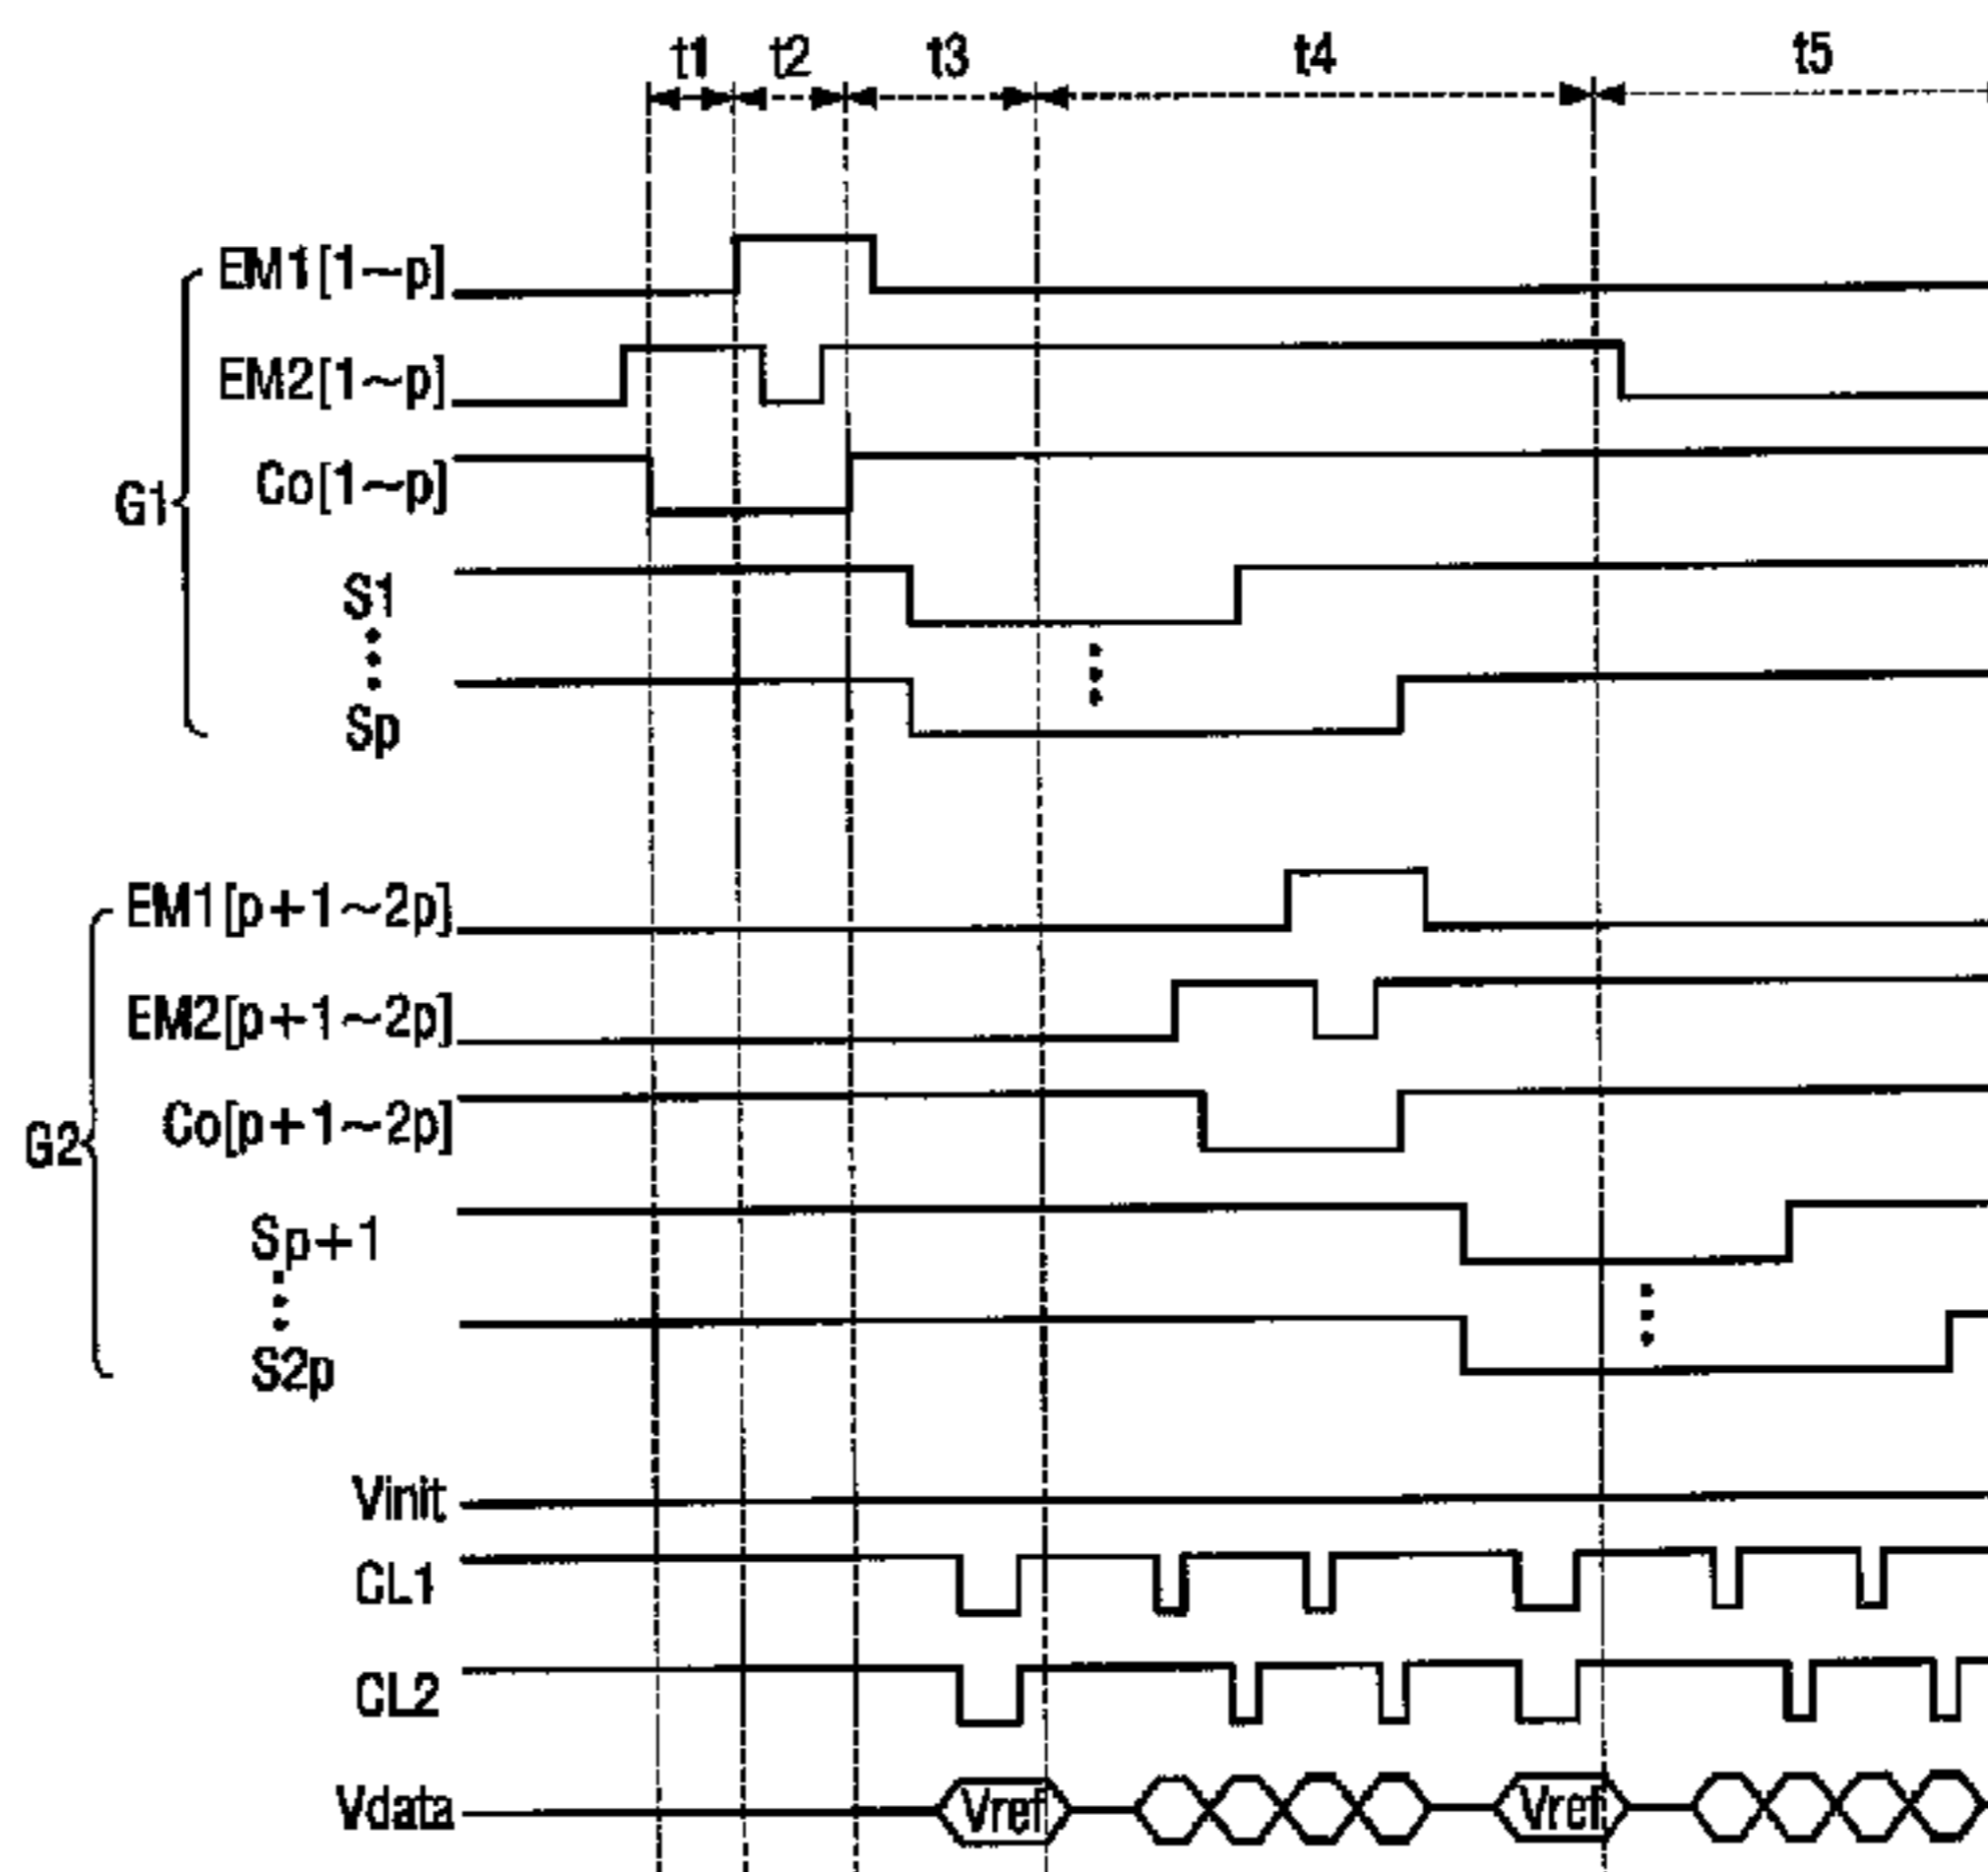 t1 t2 t3 t4 t5
EM1[1~p]
EM2[1~p]
Co[1~p]
G1
S1
Sp
EM1[p+1~2p]
EM2[p+1~2p]
Co[p+1~2p]
G2
Sp+1
S2p
Vinit
CL1
CL2
Vdata Vref Vref